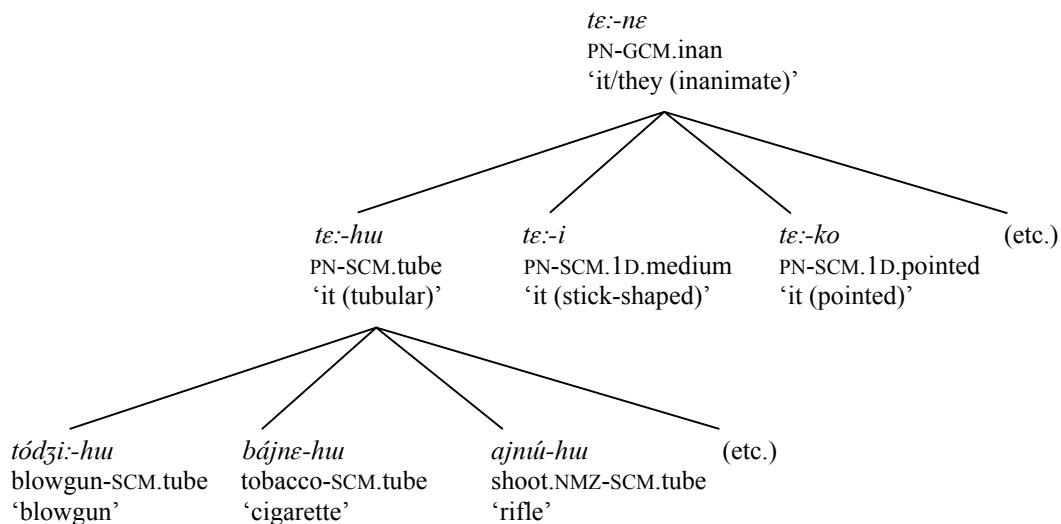 tɛ:-nɛ
PN-GCM.inan
‘it/they (inanimate)’
tɛ:-hɯ tɛ:-i tɛ:-ko (etc.)
PN-SCM.tube PN-SCM.1D.medium PN-SCM.1D.pointed
‘it (tubular)’ ‘it (stick-shaped)’ ‘it (pointed)’
tódʒi:-hɯ bájnɛ-hɯ ajnɯ́-hɯ (etc.)
blowgun-SCM.tube tobacco-SCM.tube shoot.NMZ-SCM.tube
‘blowgun’ ‘cigarette’ ‘rifle’